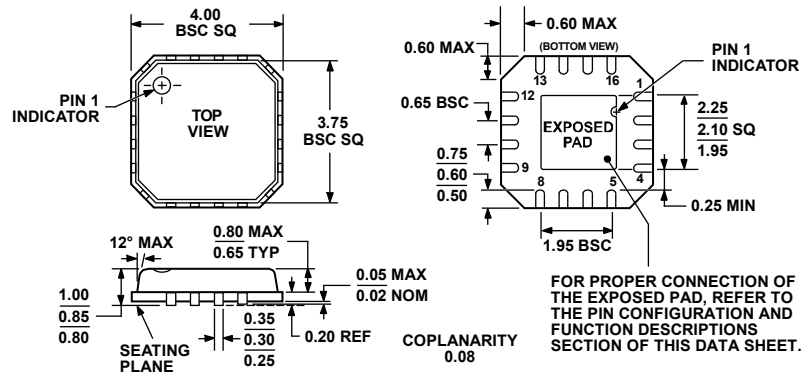 4.00
BSC SQ
PIN 1
INDICATOR
TOP
VIEW
3.75
BSC SQ
0.60 MAX
0.60 MAX
(BOTTOM VIEW)
PIN 1
INDICATOR
13
16
1
12
0.65 BSC
EXPOSED
PAD
2.25
2.10 SQ
1.95
0.75
0.60
0.50
9
4
8
5
0.25 MIN
1.95 BSC
12° MAX
0.80 MAX
0.65 TYP
0.05 MAX
0.02 NOM
1.00
0.85
0.80
SEATING
PLANE
0.35
0.30
0.25
0.20 REF
COPLANARITY
0.08
FOR PROPER CONNECTION OF
THE EXPOSED PAD, REFER TO
THE PIN CONFIGURATION AND
FUNCTION DESCRIPTIONS
SECTION OF THIS DATA SHEET.